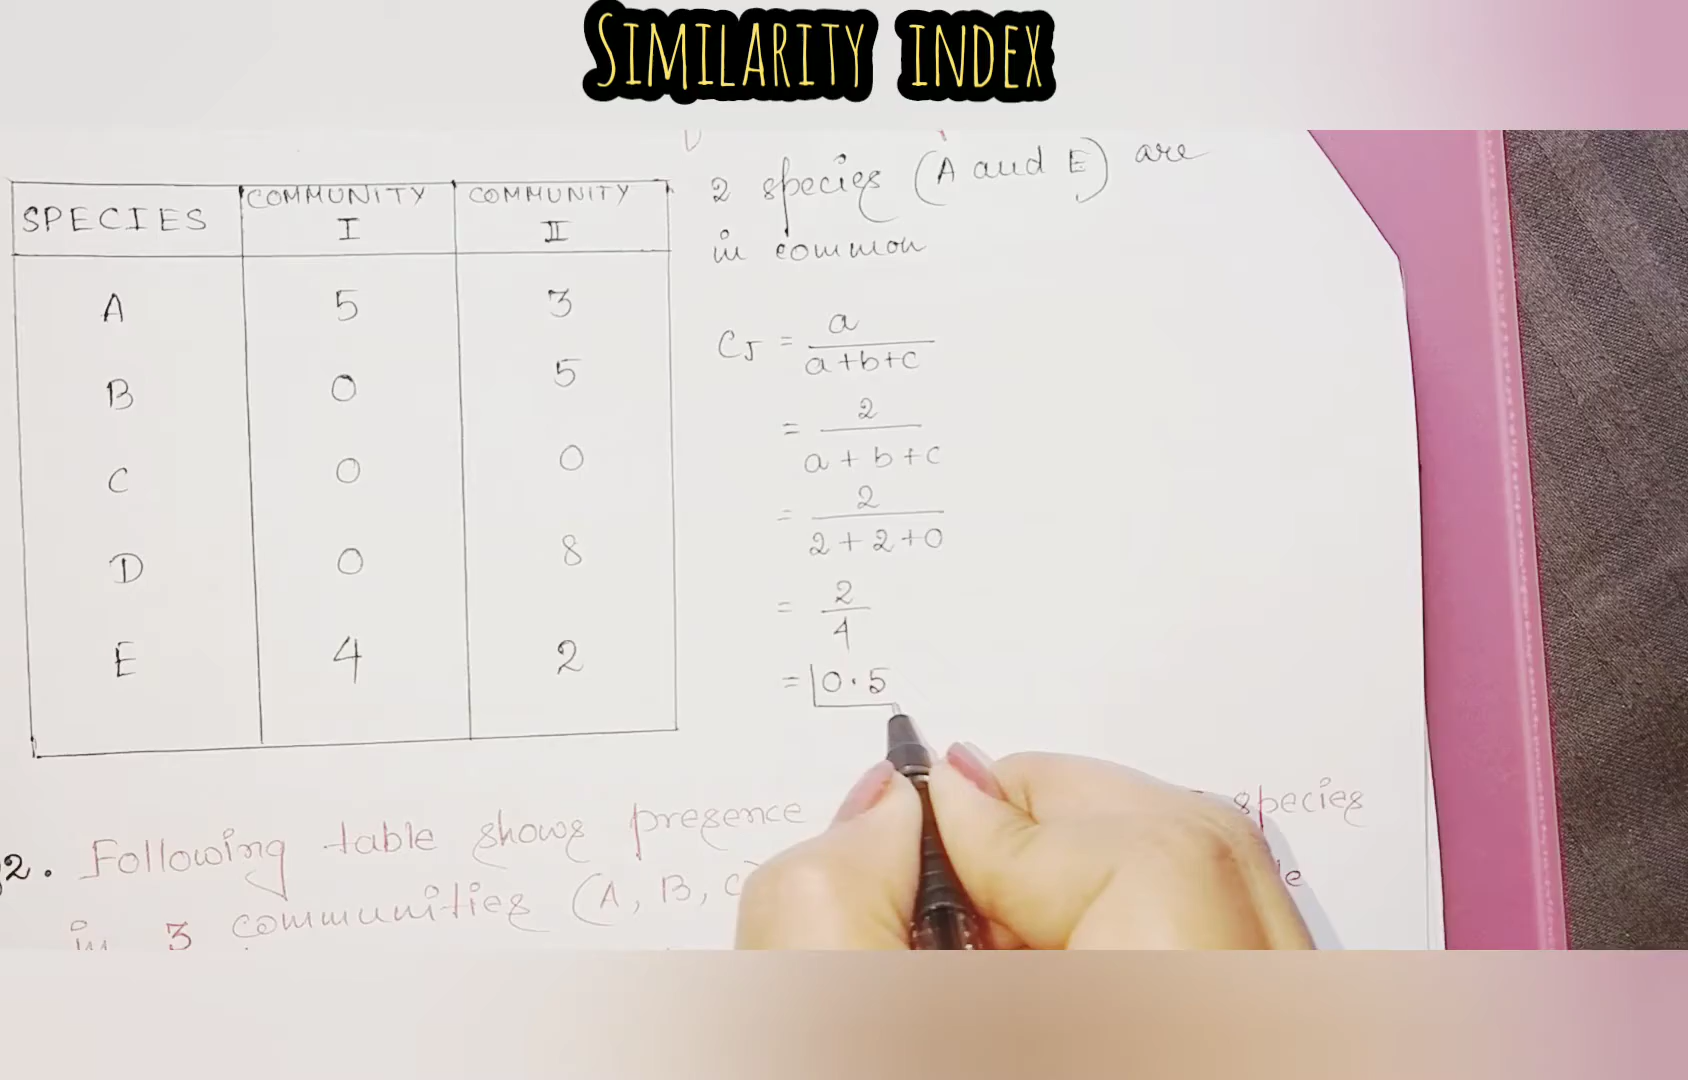 SIMILARITY INDEX
SPECIES COMMUNITY I COMMUNITY II
A 5 3
B 0 5
C 0 0
D 0 8
E 4 2
2 species (A and E) are
in common
CJ = a / a+b+c
= 2 / a+b+c
= 2 / 2+2+0
= 2 / 4
= 0.5
2. Following table shows presence species
in 3 communities (A, B, C